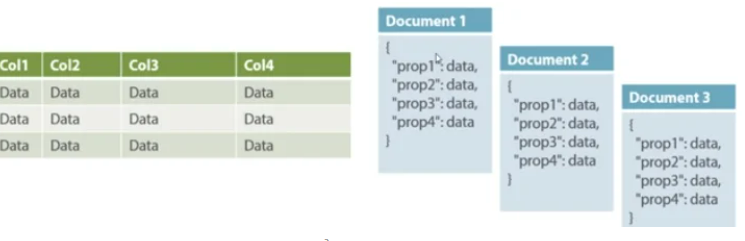 Col1 Col2 Col3 Col4
Data Data Data Data
Data Data Data Data
Data Data Data Data
Document 1
{
"prop1": data,
"prop2": data,
"prop3": data,
"prop4": data
}
Document 2
{
"prop1": data,
"prop2": data,
"prop3": data,
"prop4": data
}
Document 3
{
"prop1": data,
"prop2": data,
"prop3": data,
"prop4": data
}